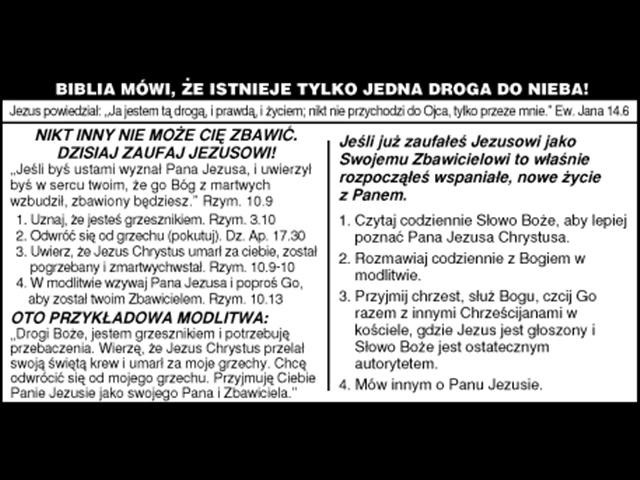 BIBLIA MÓWI, ŻE ISTNIEJE TYLKO JEDNA DROGA DO NIEBA!
Jezus powiedział: „Ja jestem tą drogą, i prawdą, i życiem; nikt nie przychodzi do Ojca, tylko przeze mnie.” Ew. Jana 14.6
NIKT INNY NIE MOŻE CIĘ ZBAWIĆ.
DZISIAJ ZAUFAJ JEZUSOWI!
„Jeśli byś ustami wyznał Pana Jezusa, i uwierzył
byś w sercu twoim, że go Bóg z martwych
wzbudził, zbawiony będziesz.” Rzym. 10.9
1. Uznaj, że jesteś grzesznikiem. Rzym. 3.10
2. Odwróć się od grzechu (pokutuj). Dz. Ap. 17.30
3. Uwierz, że Jezus Chrystus umarł za ciebie, został
pogrzebany i zmartwychwstał. Rzym. 10.9-10
4. W modlitwie wzywaj Pana Jezusa i poproś Go,
aby został twoim Zbawicielem. Rzym. 10.13
OTO PRZYKŁADOWA MODLITWA:
„Drogi Boże, jestem grzesznikiem i potrzebuję
przebaczenia. Wierzę, że Jezus Chrystus przelał
swoją świętą krew i umarł za moje grzechy. Chcę
odwrócić się od mojego grzechu. Przyjmuję Ciebie
Panie Jezusie jako swojego Pana i Zbawiciela.”
Jeśli już zaufałeś Jezusowi jako
Swojemu Zbawicielowi to właśnie
rozpocząłeś wspaniałe, nowe życie
z Panem.
1. Czytaj codziennie Słowo Boże, aby lepiej
poznać Pana Jezusa Chrystusa.
2. Rozmawiaj codziennie z Bogiem w
modlitwie.
3. Przyjmij chrzest, służ Bogu, czcij Go
razem z innymi Chrześcijanami w
kościele, gdzie Jezus jest głoszony i
Słowo Boże jest ostatecznym
autorytetem.
4. Mów innym o Panu Jezusie.